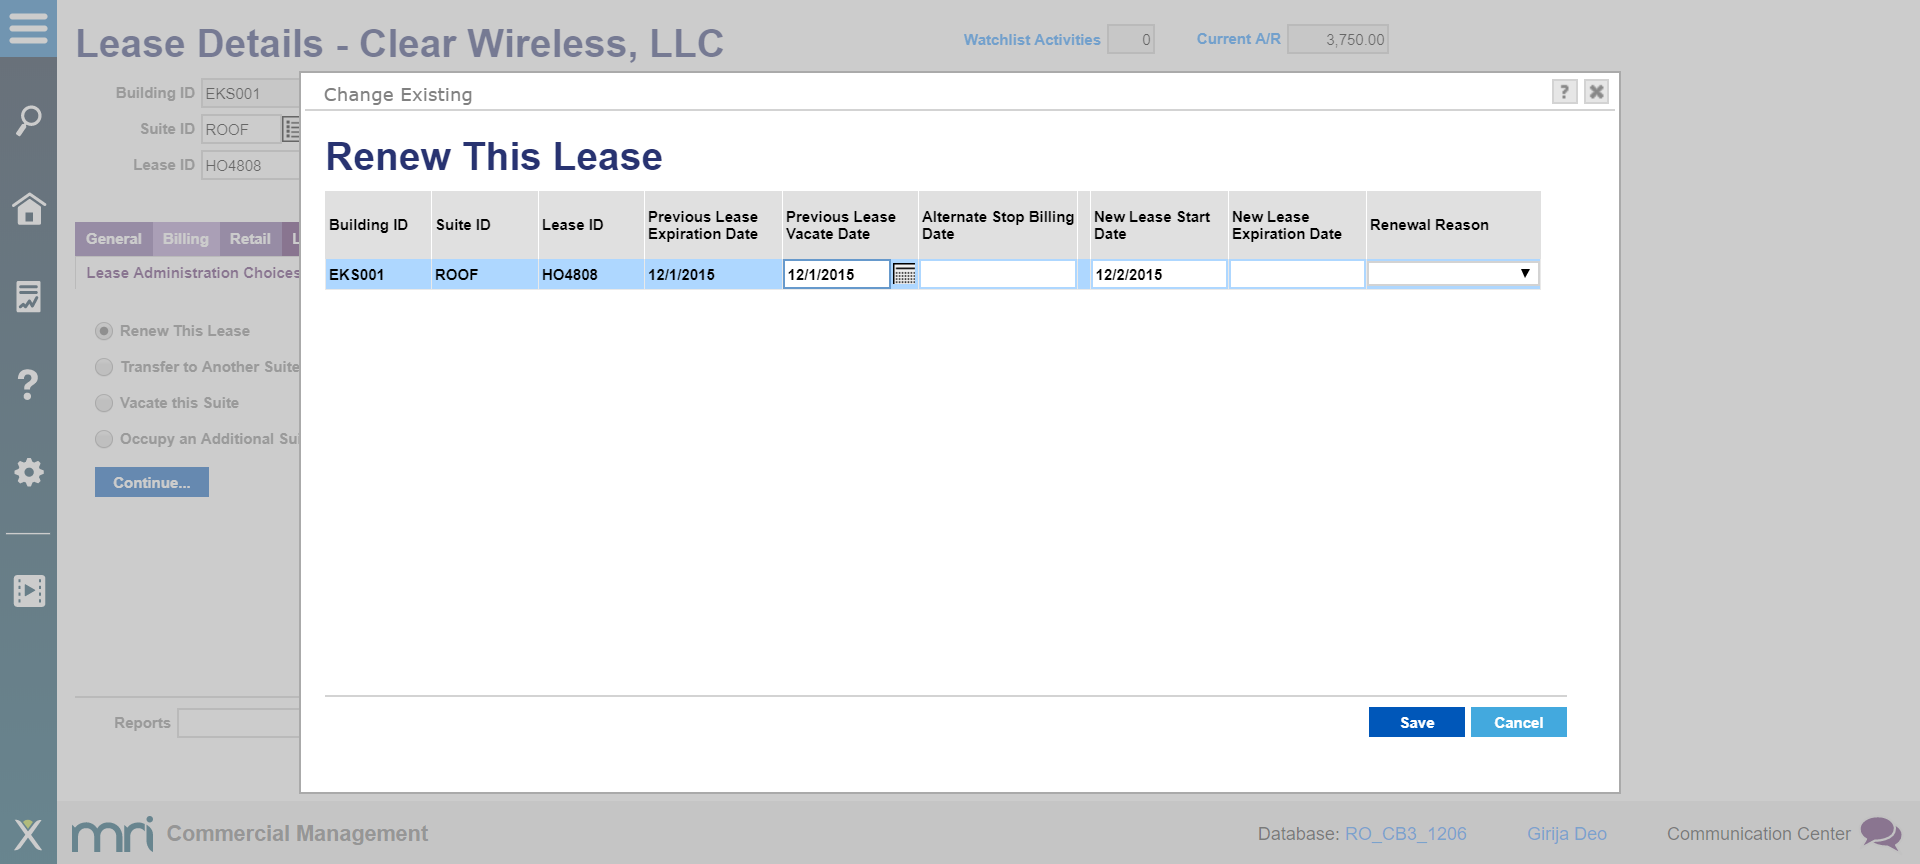 Lease Details - Clear Wireless, LLC
Watchlist Activities 0
Current A/R 3,750.00
Building ID EKS001
Suite ID ROOF
Lease ID HO4808
General Billing Retail L
Lease Administration Choices
Renew This Lease
Transfer to Another Suite
Vacate this Suite
Occupy an Additional Sui
Continue...
Reports
Change Existing
?
Renew This Lease
Building ID Suite ID Lease ID Previous Lease Expiration Date Previous Lease Vacate Date Alternate Stop Billing Date New Lease Start Date New Lease Expiration Date Renewal Reason
EKS001 ROOF HO4808 12/1/2015 12/1/2015 12/2/2015
Save Cancel
mri Commercial Management
Database: RO_CB3_1206
Girija Deo
Communication Center